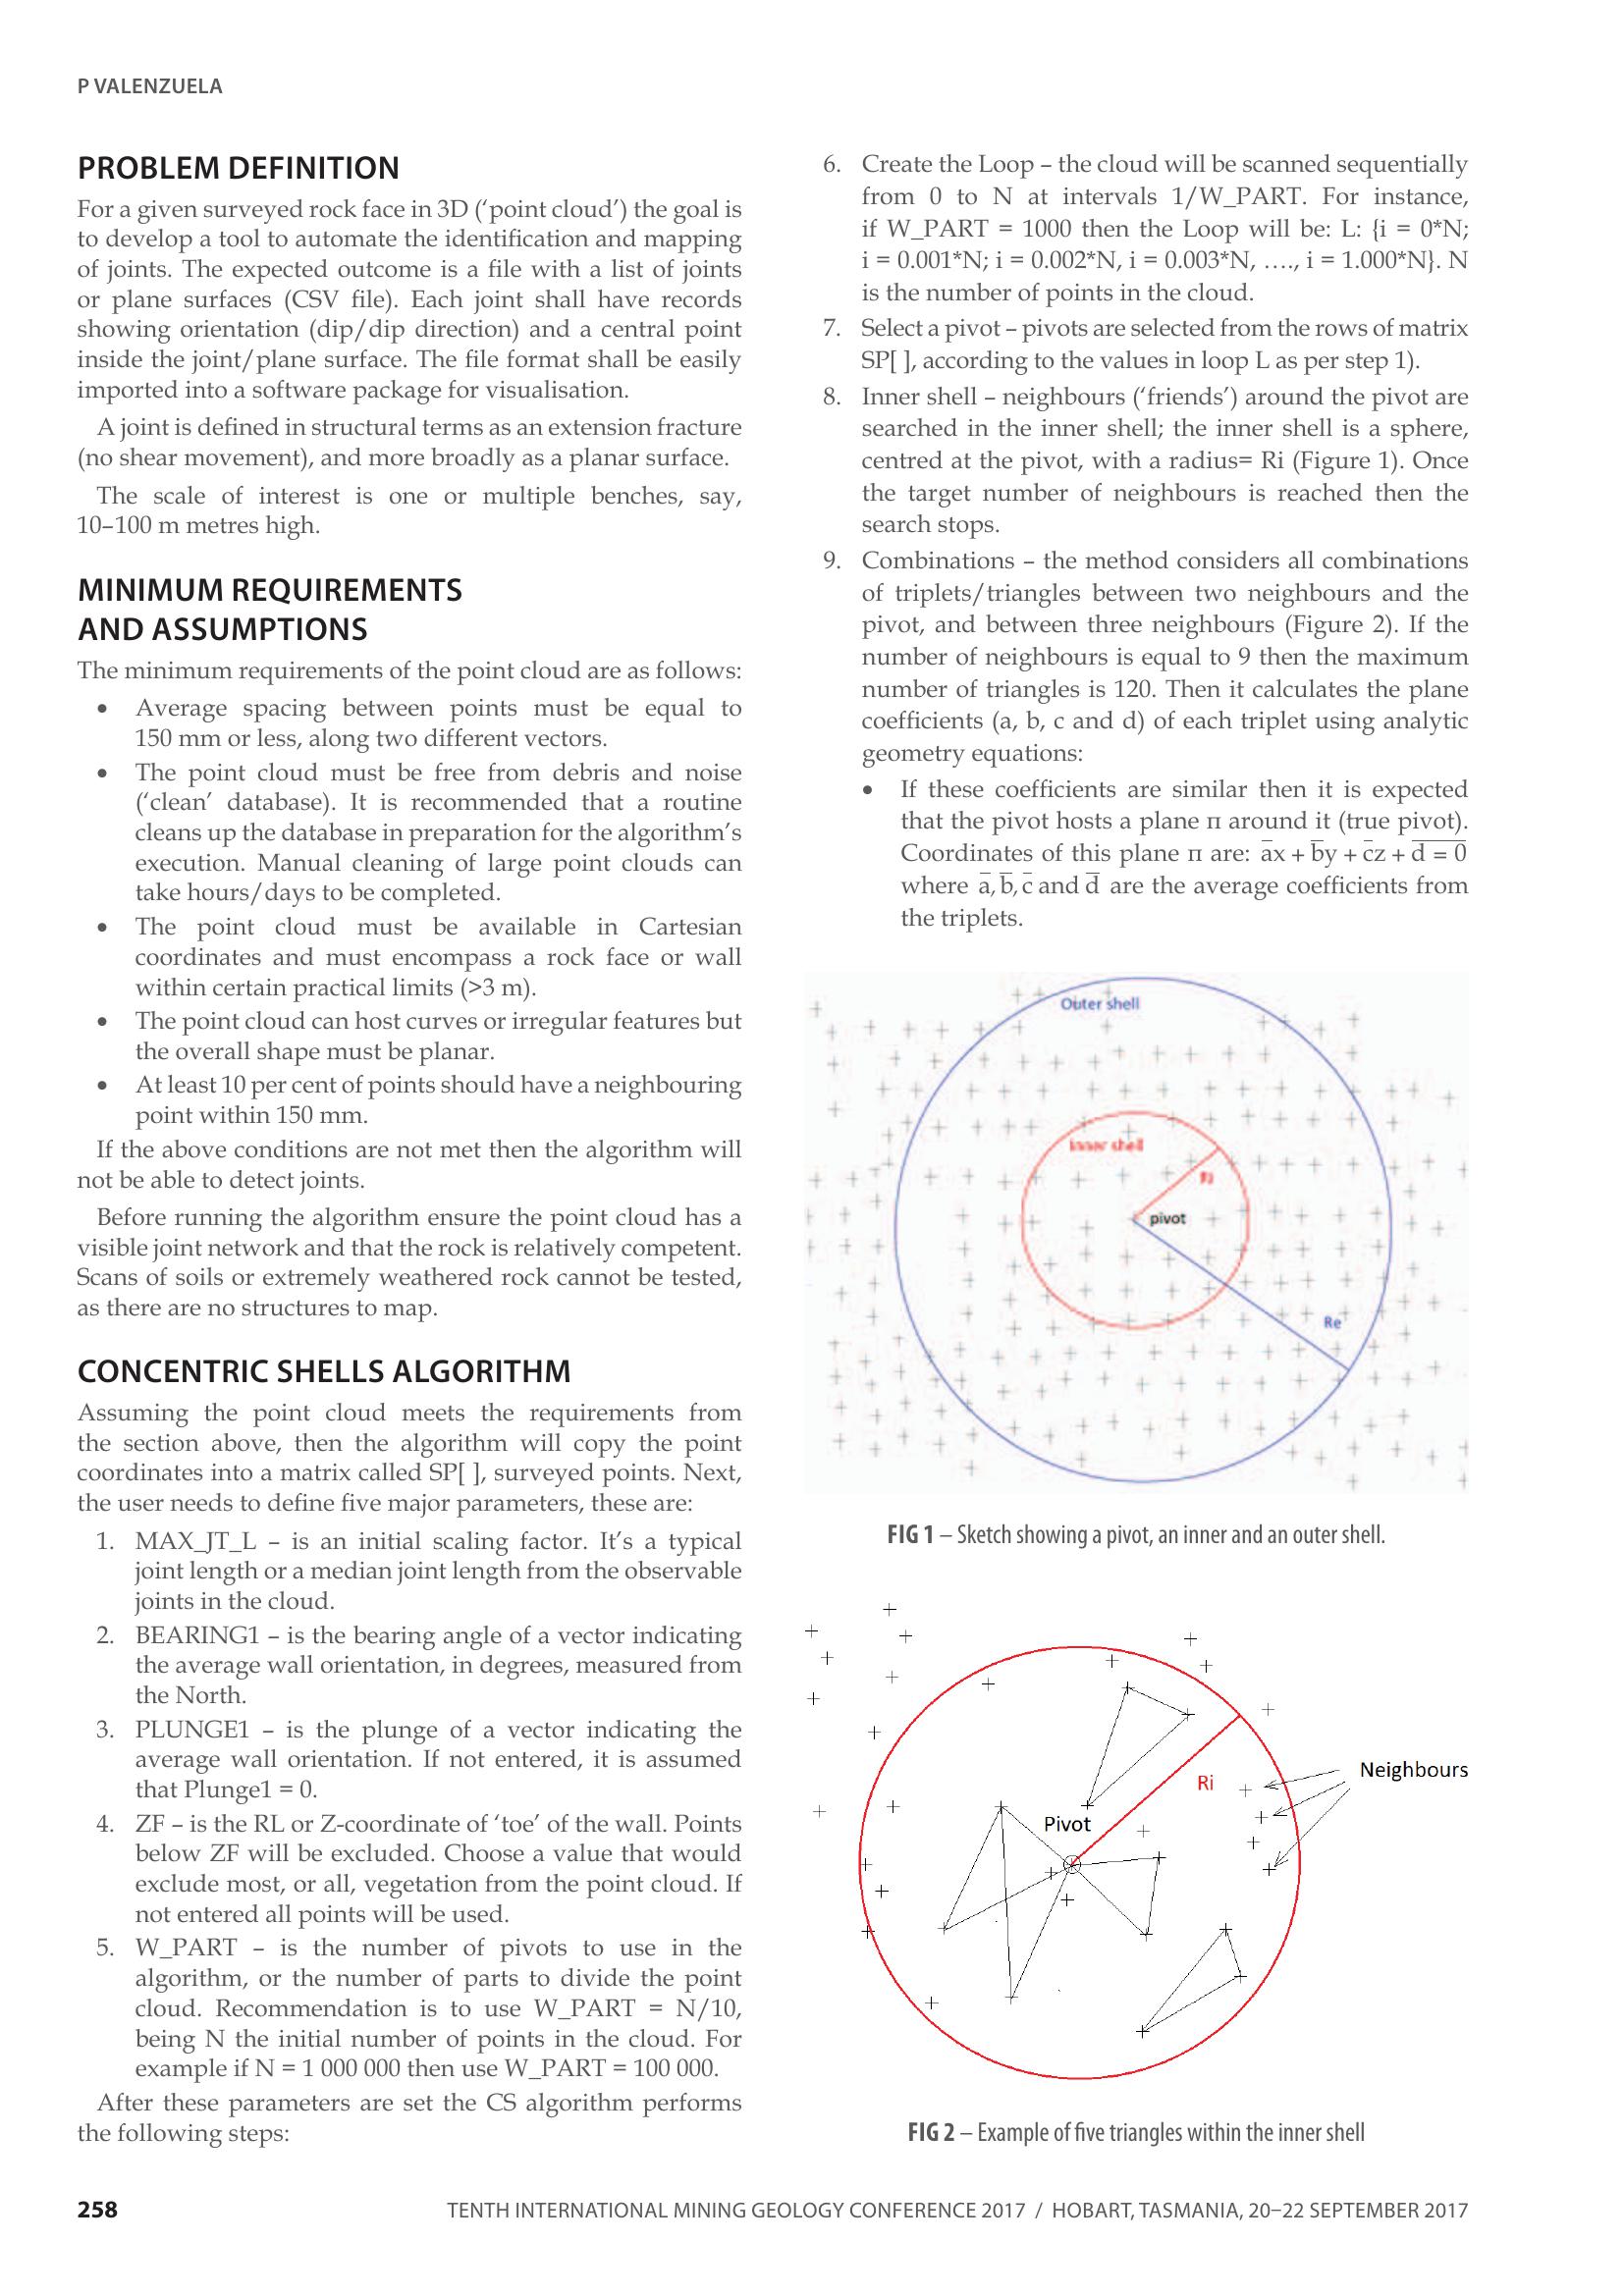 P VALENZUELA
PROBLEM DEFINITION
For a given surveyed rock face in 3D (‘point cloud’) the goal is
to develop a tool to automate the identification and mapping
of joints. The expected outcome is a file with a list of joints
or plane surfaces (CSV file). Each joint shall have records
showing orientation (dip/dip direction) and a central point
inside the joint/plane surface. The file format shall be easily
imported into a software package for visualisation.
A joint is defined in structural terms as an extension fracture
(no shear movement), and more broadly as a planar surface.
The scale of interest is one or multiple benches, say,
10–100 m metres high.
MINIMUM REQUIREMENTS
AND ASSUMPTIONS
The minimum requirements of the point cloud are as follows:
• Average spacing between points must be equal to
150 mm or less, along two different vectors.
• The point cloud must be free from debris and noise
(‘clean’ database). It is recommended that a routine
cleans up the database in preparation for the algorithm’s
execution. Manual cleaning of large point clouds can
take hours/days to be completed.
• The point cloud must be available in Cartesian
coordinates and must encompass a rock face or wall
within certain practical limits (>3 m).
• The point cloud can host curves or irregular features but
the overall shape must be planar.
• At least 10 per cent of points should have a neighbouring
point within 150 mm.
If the above conditions are not met then the algorithm will
not be able to detect joints.
Before running the algorithm ensure the point cloud has a
visible joint network and that the rock is relatively competent.
Scans of soils or extremely weathered rock cannot be tested,
as there are no structures to map.
CONCENTRIC SHELLS ALGORITHM
Assuming the point cloud meets the requirements from
the section above, then the algorithm will copy the point
coordinates into a matrix called SP[ ], surveyed points. Next,
the user needs to define five major parameters, these are:
1. MAX_JT_L – is an initial scaling factor. It’s a typical
joint length or a median joint length from the observable
joints in the cloud.
2. BEARING1 – is the bearing angle of a vector indicating
the average wall orientation, in degrees, measured from
the North.
3. PLUNGE1 – is the plunge of a vector indicating the
average wall orientation. If not entered, it is assumed
that Plunge1 = 0.
4. ZF – is the RL or Z-coordinate of ‘toe’ of the wall. Points
below ZF will be excluded. Choose a value that would
exclude most, or all, vegetation from the point cloud. If
not entered all points will be used.
5. W_PART – is the number of pivots to use in the
algorithm, or the number of parts to divide the point
cloud. Recommendation is to use W_PART = N/10,
being N the initial number of points in the cloud. For
example if N = 1 000 000 then use W_PART = 100 000.
After these parameters are set the CS algorithm performs
the following steps:
6. Create the Loop – the cloud will be scanned sequentially
from 0 to N at intervals 1/W_PART. For instance,
if W_PART = 1000 then the Loop will be: L: {i = 0*N;
i = 0.001*N; i = 0.002*N, i = 0.003*N, …., i = 1.000*N}. N
is the number of points in the cloud.
7. Select a pivot – pivots are selected from the rows of matrix
SP[ ], according to the values in loop L as per step 1).
8. Inner shell – neighbours (‘friends’) around the pivot are
searched in the inner shell; the inner shell is a sphere,
centred at the pivot, with a radius= Ri (Figure 1). Once
the target number of neighbours is reached then the
search stops.
9. Combinations – the method considers all combinations
of triplets/triangles between two neighbours and the
pivot, and between three neighbours (Figure 2). If the
number of neighbours is equal to 9 then the maximum
number of triangles is 120. Then it calculates the plane
coefficients (a, b, c and d) of each triplet using analytic
geometry equations:
• If these coefficients are similar then it is expected
that the pivot hosts a plane π around it (true pivot).
Coordinates of this plane π are: a̅x + b̅y + c̅z + d̅ ̅=̅ ̅0̅
where a̅, b̅, c̅ and d̅ are the average coefficients from
the triplets.
Outer shell
Inner shell
Ri
pivot
Re
FIG 1 – Sketch showing a pivot, an inner and an outer shell.
Neighbours
Ri
Pivot
FIG 2 – Example of five triangles within the inner shell
258
TENTH INTERNATIONAL MINING GEOLOGY CONFERENCE 2017 / HOBART, TASMANIA, 20–22 SEPTEMBER 2017